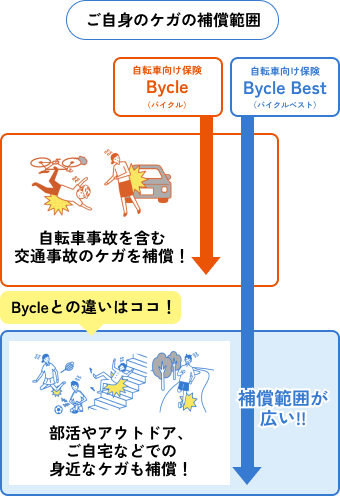 ご自身のケガの補償範囲
自転車向け保険
Bycle
(バイクル)
自転車向け保険
Bycle Best
(バイクルベスト)
自転車事故を含む
交通事故のケガを補償！
Bycleとの違いはココ！
部活やアウトドア、
ご自宅などでの
身近なケガも補償！
補償範囲が
広い!!